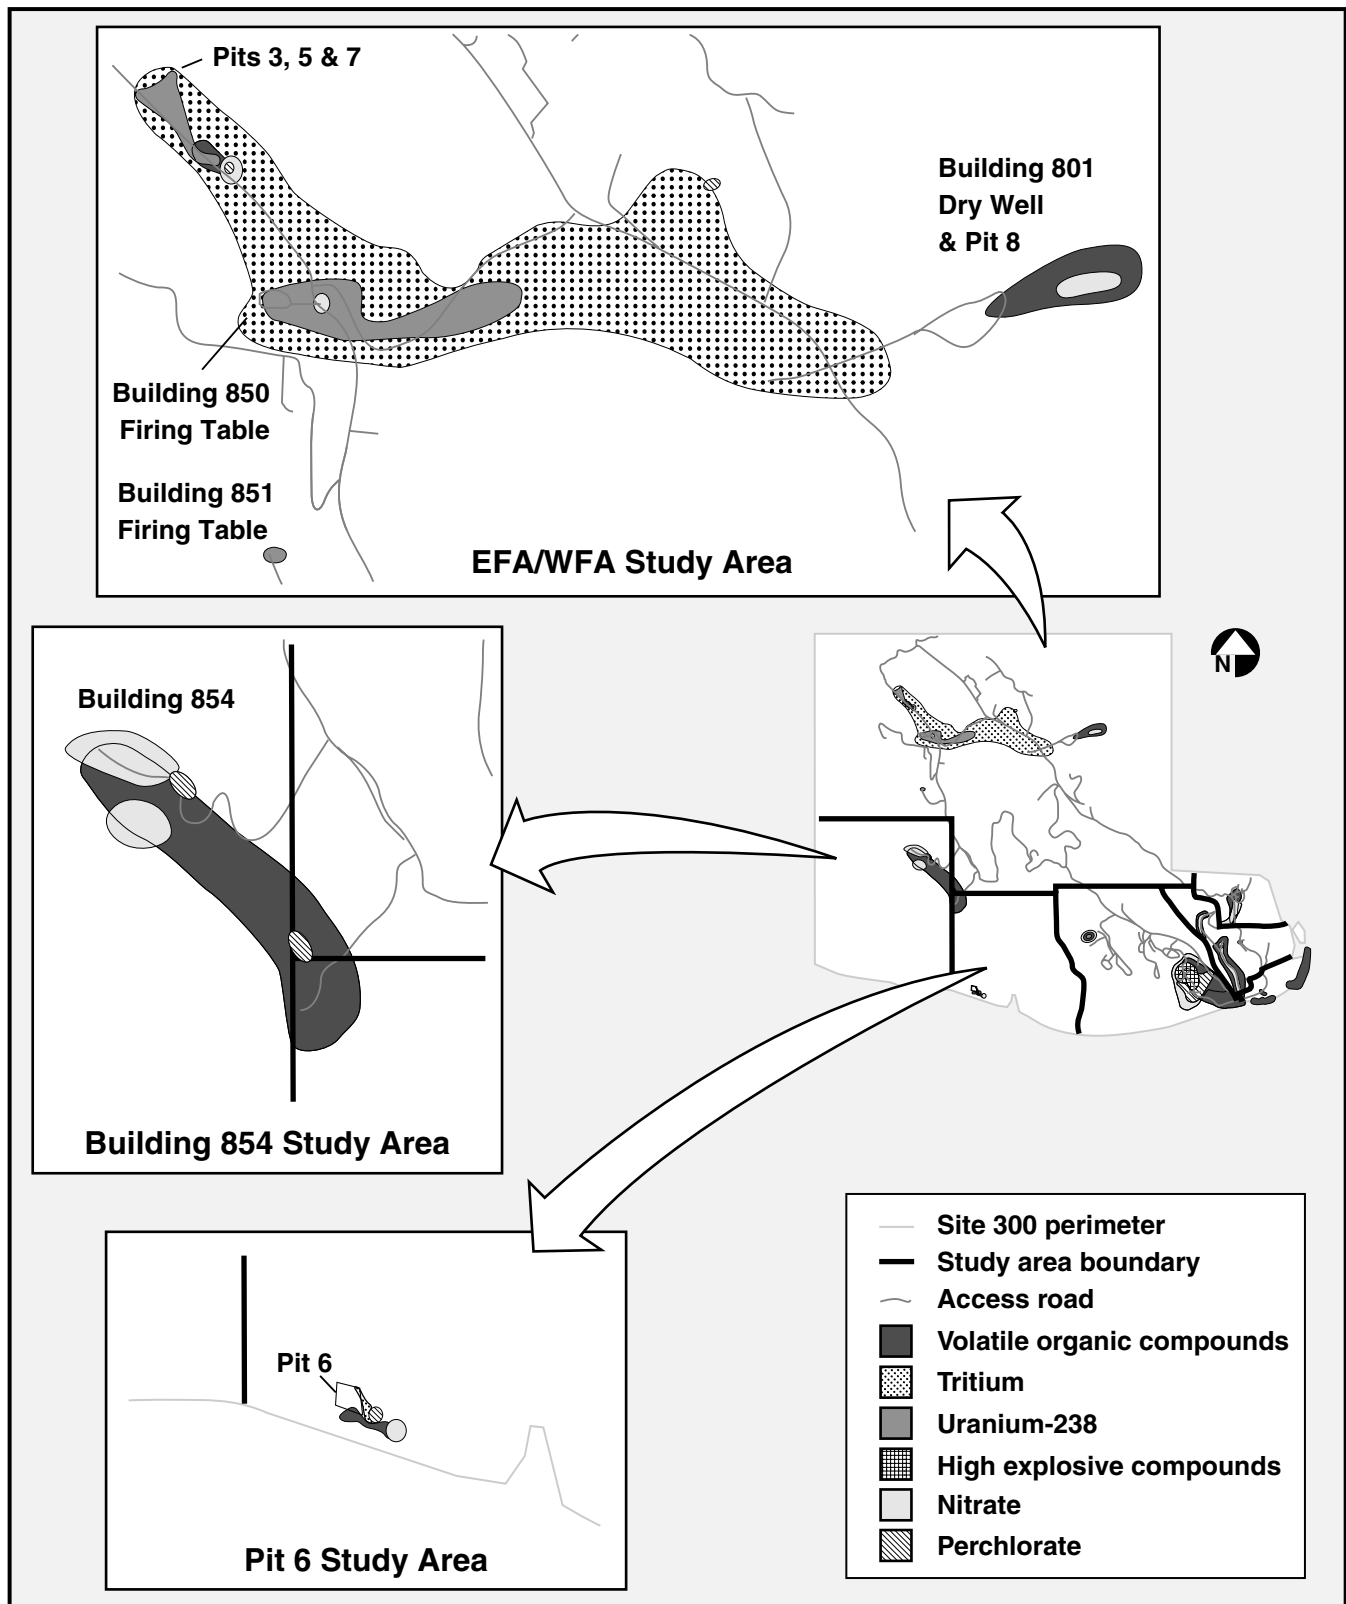 Pits 3, 5 & 7
Building 801
Dry Well
& Pit 8
Building 850
Firing Table
Building 851
Firing Table
EFA/WFA Study Area
N
Building 854
Building 854 Study Area
Pit 6
Pit 6 Study Area
Site 300 perimeter
Study area boundary
Access road
Volatile organic compounds
Tritium
Uranium-238
High explosive compounds
Nitrate
Perchlorate